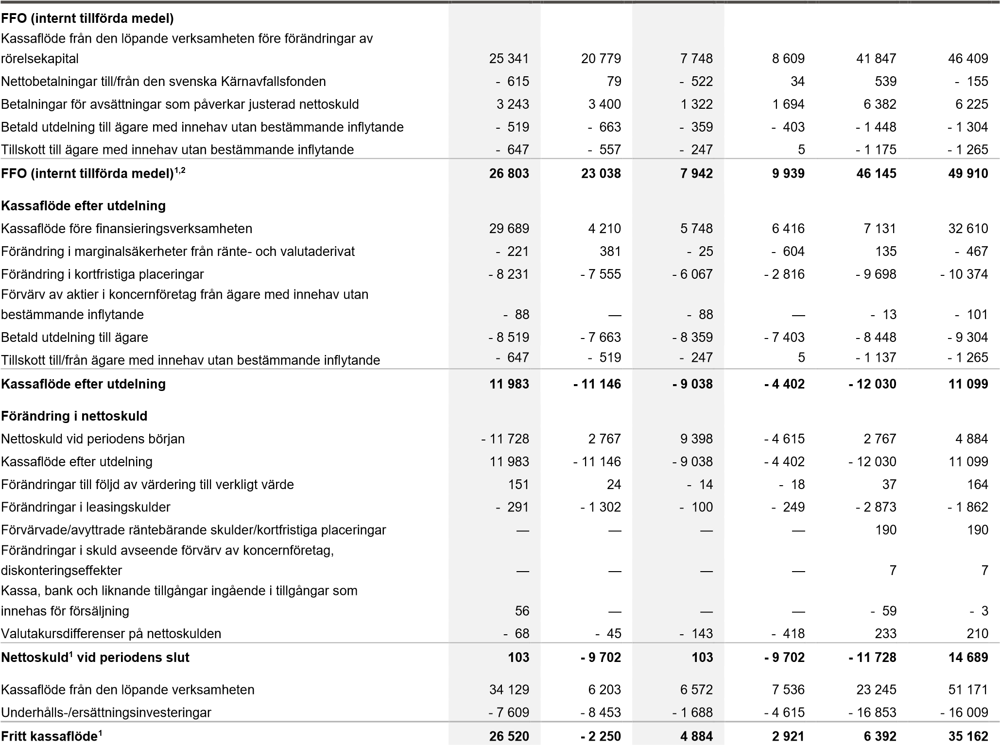 FFO (internt tillförda medel)
Kassaflöde från den löpande verksamheten före förändringar av
rörelsekapital 25 341 20 779 7 748 8 609 41 847 46 409
Nettobetalningar till/från den svenska Kärnavfallsfonden - 615 79 - 522 34 539 - 155
Betalningar för avsättningar som påverkar justerad nettoskuld 3 243 3 400 1 322 1 694 6 382 6 225
Betald utdelning till ägare med innehav utan bestämmande inflytande - 519 - 663 - 359 - 403 - 1 448 - 1 304
Tillskott till ägare med innehav utan bestämmande inflytande - 647 - 557 - 247 5 - 1 175 - 1 265
FFO (internt tillförda medel)1,2 26 803 23 038 7 942 9 939 46 145 49 910
Kassaflöde efter utdelning
Kassaflöde före finansieringsverksamheten 29 689 4 210 5 748 6 416 7 131 32 610
Förändring i marginalsäkerheter från ränte- och valutaderivat - 221 381 - 25 - 604 135 - 467
Förändring i kortfristiga placeringar - 8 231 - 7 555 - 6 067 - 2 816 - 9 698 - 10 374
Förvärv av aktier i koncernföretag från ägare med innehav utan
bestämmande inflytande - 88 — - 88 — - 13 - 101
Betald utdelning till ägare - 8 519 - 7 663 - 8 359 - 7 403 - 8 448 - 9 304
Tillskott till/från ägare med innehav utan bestämmande inflytande - 647 - 519 - 247 5 - 1 137 - 1 265
Kassaflöde efter utdelning 11 983 - 11 146 - 9 038 - 4 402 - 12 030 11 099
Förändring i nettoskuld
Nettoskuld vid periodens början - 11 728 2 767 9 398 - 4 615 2 767 4 884
Kassaflöde efter utdelning 11 983 - 11 146 - 9 038 - 4 402 - 12 030 11 099
Förändringar till följd av värdering till verkligt värde 151 24 - 14 - 18 37 164
Förändringar i leasingskulder - 291 - 1 302 - 100 - 249 - 2 873 - 1 862
Förvärvade/avyttrade räntebärande skulder/kortfristiga placeringar — — — — 190 190
Förändringar i skuld avseende förvärv av koncernföretag,
diskonteringseffekter — — — — 7 7
Kassa, bank och liknande tillgångar ingående i tillgångar som
innehas för försäljning 56 — — — - 59 - 3
Valutakursdifferenser på nettoskulden - 68 - 45 - 143 - 418 233 210
Nettoskuld1 vid periodens slut 103 - 9 702 103 - 9 702 - 11 728 14 689
Kassaflöde från den löpande verksamheten 34 129 6 203 6 572 7 536 23 245 51 171
Underhålls-/ersättningsinvesteringar - 7 609 - 8 453 - 1 688 - 4 615 - 16 853 - 16 009
Fritt kassaflöde1 26 520 - 2 250 4 884 2 921 6 392 35 162